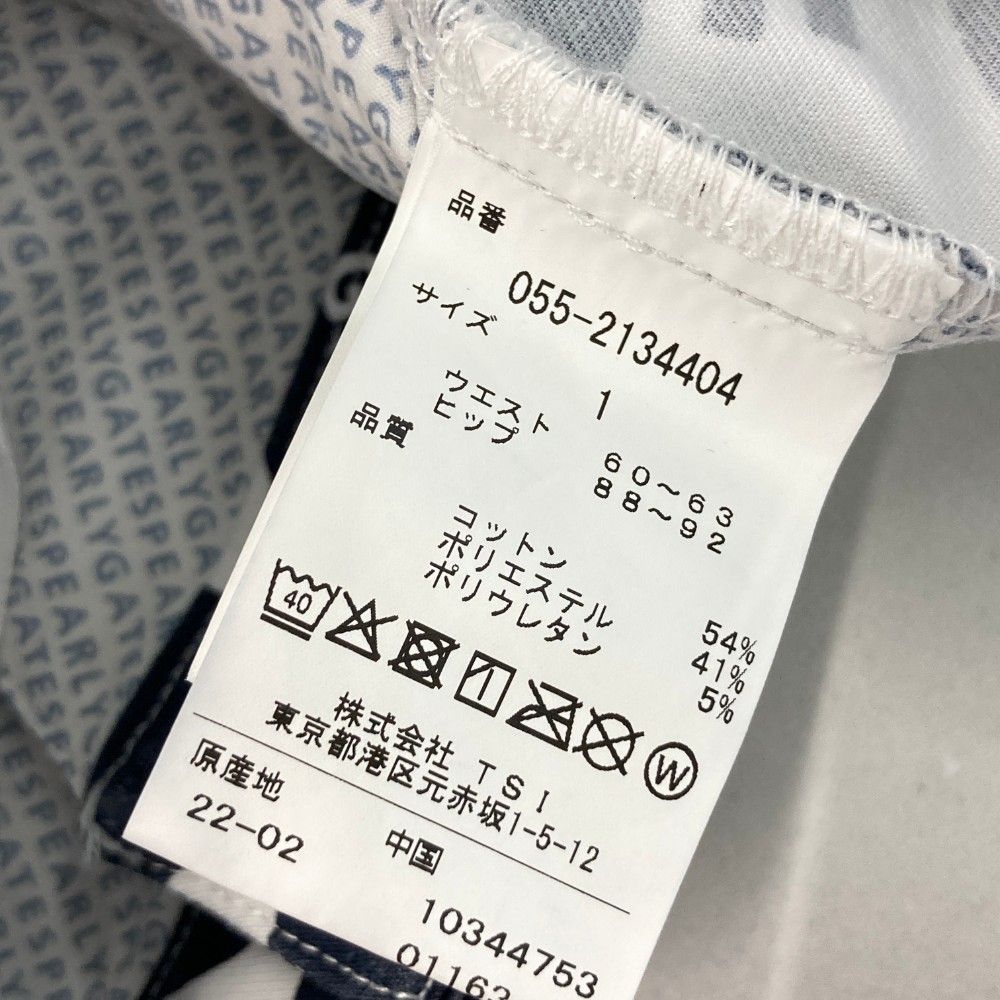 品番
055-2134404
サイズ
1
ウエスト 60~63
ヒップ 88~92
品質
コットン 54%
ポリエステル 41%
ポリウレタン 5%
40
W
株式会社 TSI
東京都港区元赤坂1-5-12
原産地
中国
22-02
10344753
01163
PEARLYGATES